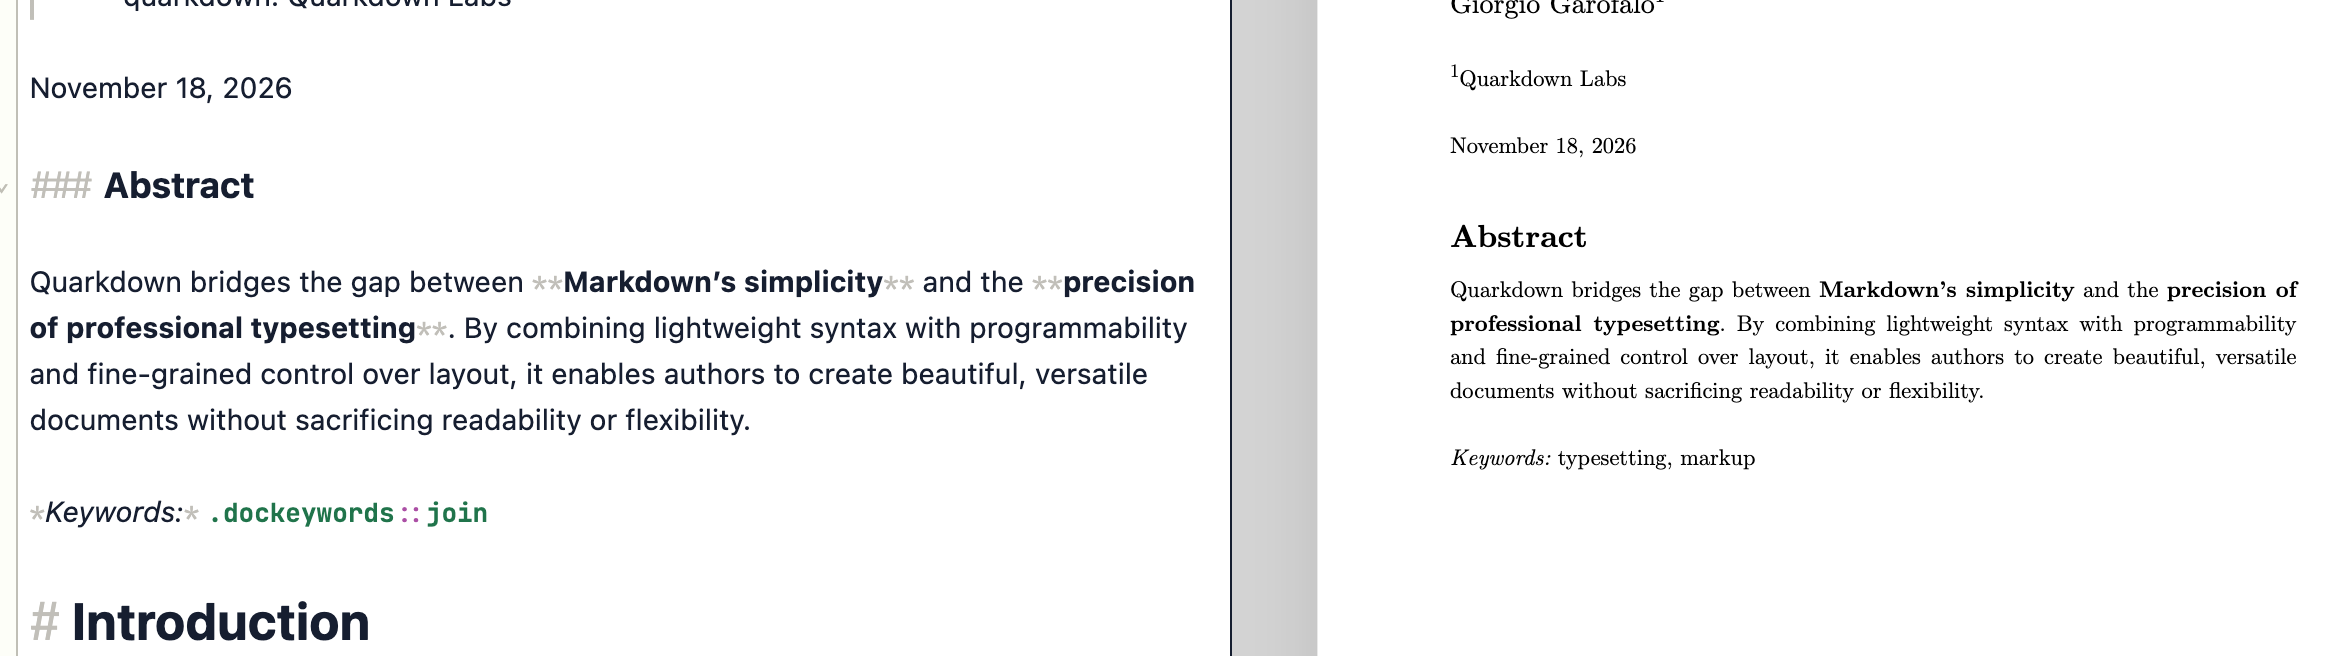 quarkdown: Quarkdown Labs
November 18, 2026
### Abstract
Quarkdown bridges the gap between **Markdown’s simplicity** and the **precision
of professional typesetting**. By combining lightweight syntax with programmability
and fine-grained control over layout, it enables authors to create beautiful, versatile
documents without sacrificing readability or flexibility.
*Keywords:* .dockeywords::join
# Introduction
Giorgio Garofalo¹
¹Quarkdown Labs
November 18, 2026
Abstract
Quarkdown bridges the gap between Markdown’s simplicity and the precision of
professional typesetting. By combining lightweight syntax with programmability
and fine-grained control over layout, it enables authors to create beautiful, versatile
documents without sacrificing readability or flexibility.
Keywords: typesetting, markup